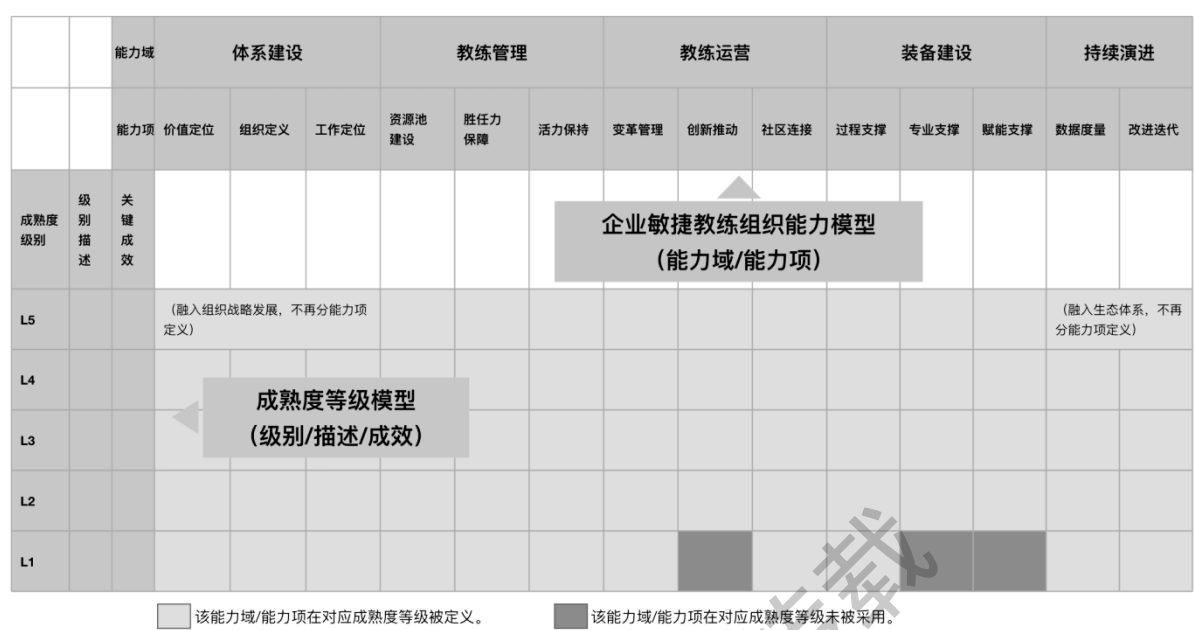 能力域 体系建设 教练管理 教练运营 装备建设 持续演进
能力项 价值定位 组织定义 工作定位 资源池建设 胜任力保障 活力保持 变革管理 创新推动 社区连接 过程支撑 专业支撑 赋能支撑 数据度量 改进迭代
成熟度级别 级别描述 关键成效
企业敏捷教练组织能力模型
（能力域/能力项）
L5 （融入组织战略发展，不再分能力项定义） （融入生态体系，不再分能力项定义）
L4
成熟度等级模型
（级别/描述/成效）
L3
L2
L1
该能力域/能力项在对应成熟度等级被定义。 该能力域/能力项在对应成熟度等级未被采用。
载